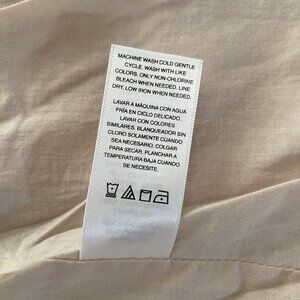 MACHINE WASH COLD GENTLE
CYCLE. WASH WITH LIKE
COLORS, ONLY NON-CHLORINE
BLEACH WHEN NEEDED. LINE
DRY, LOW IRON WHEN NEEDED.
LAVAR A MÁQUINA CON AGUA
FRÍA EN CICLO DELICADO.
LAVAR CON COLORES
SIMILARES. BLANQUEADOR SIN
CLORO SOLAMENTE CUANDO
SEA NECESARIO. COLGAR
PARA SECAR, PLANCHAR A
TEMPERATURA BAJA CUANDO
SE NECESITE.